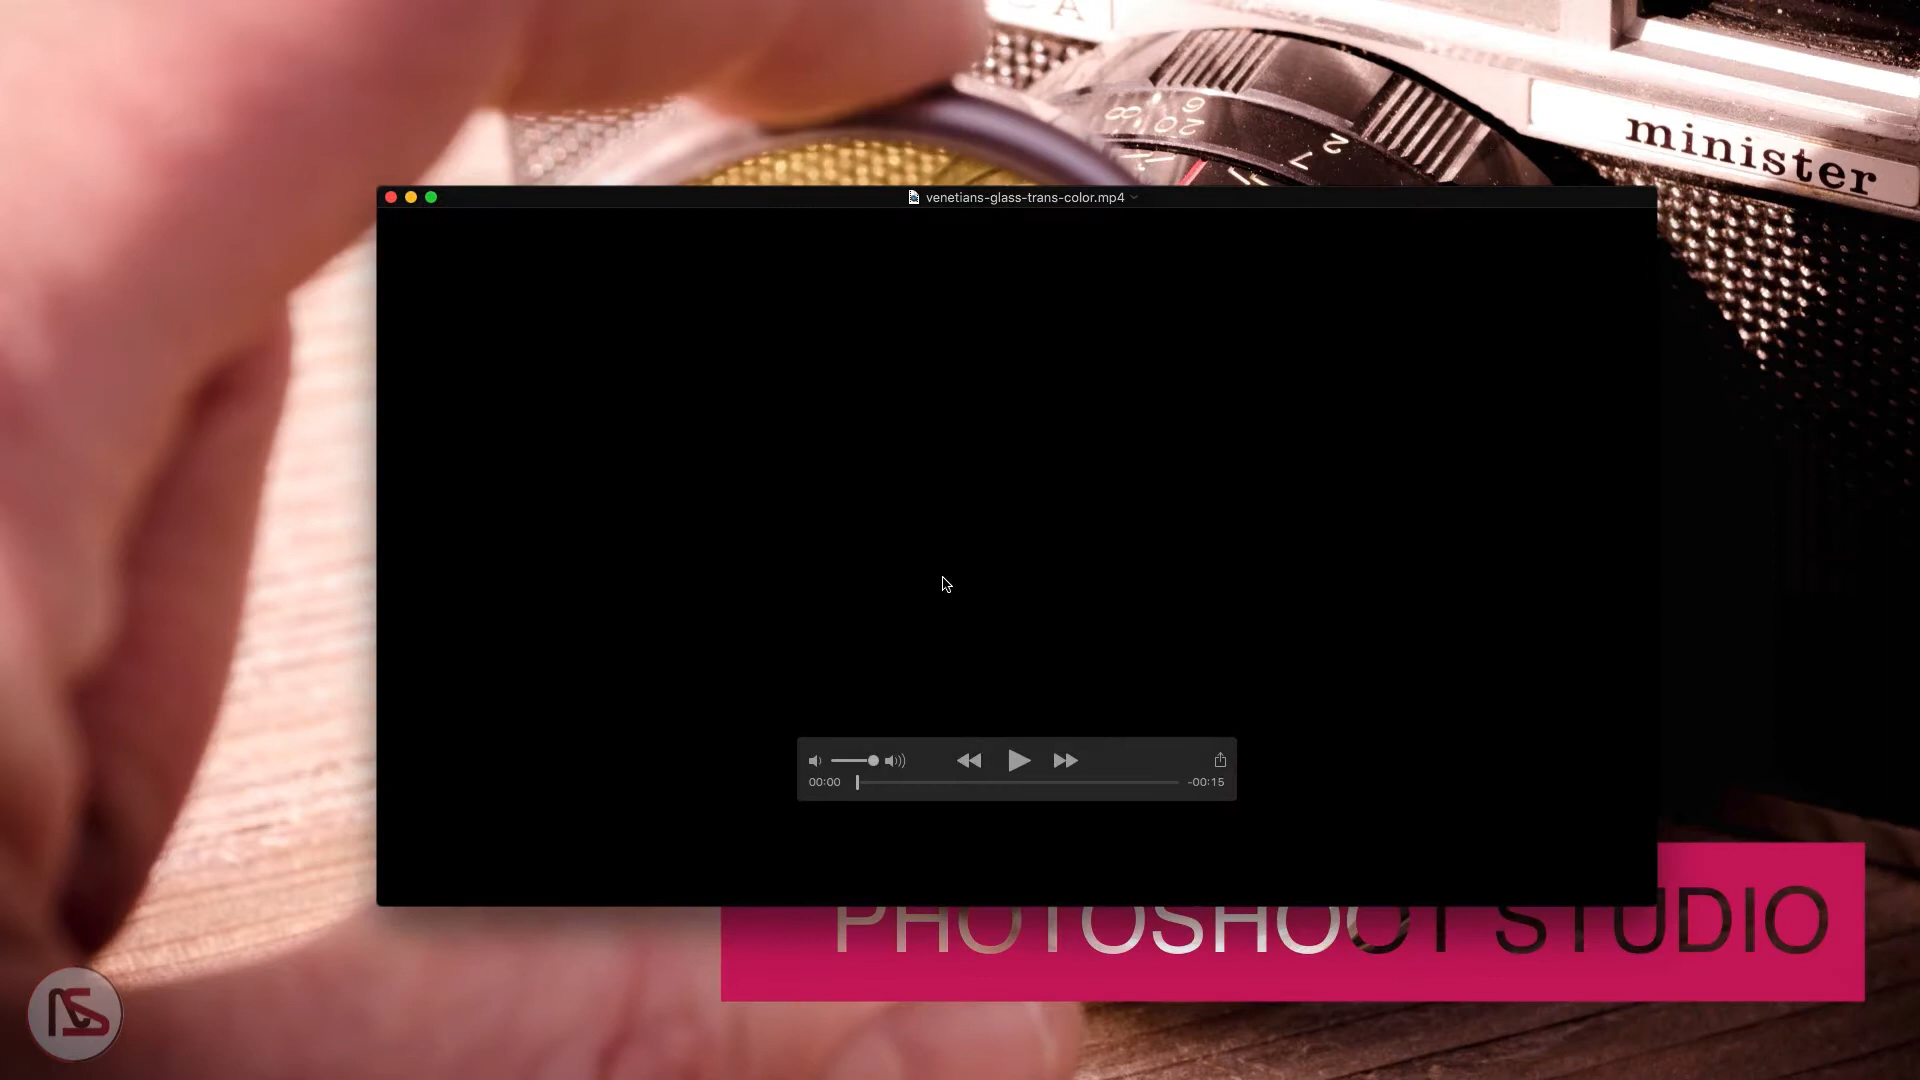 minister
venetians-glass-trans-color.mp4
00:00
-00:15
PHOTOSHOOT STUDIO